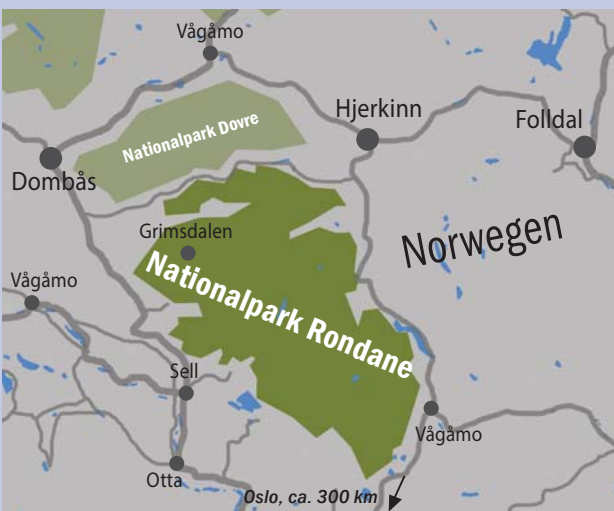 Vågåmo
Hjerkinn
Folldal
Nationalpark Dovre
Dombås
Grimsdalen
Norwegen
Vågåmo
Nationalpark Rondane
Sell
Vågåmo
Otta
Oslo, ca. 300 km